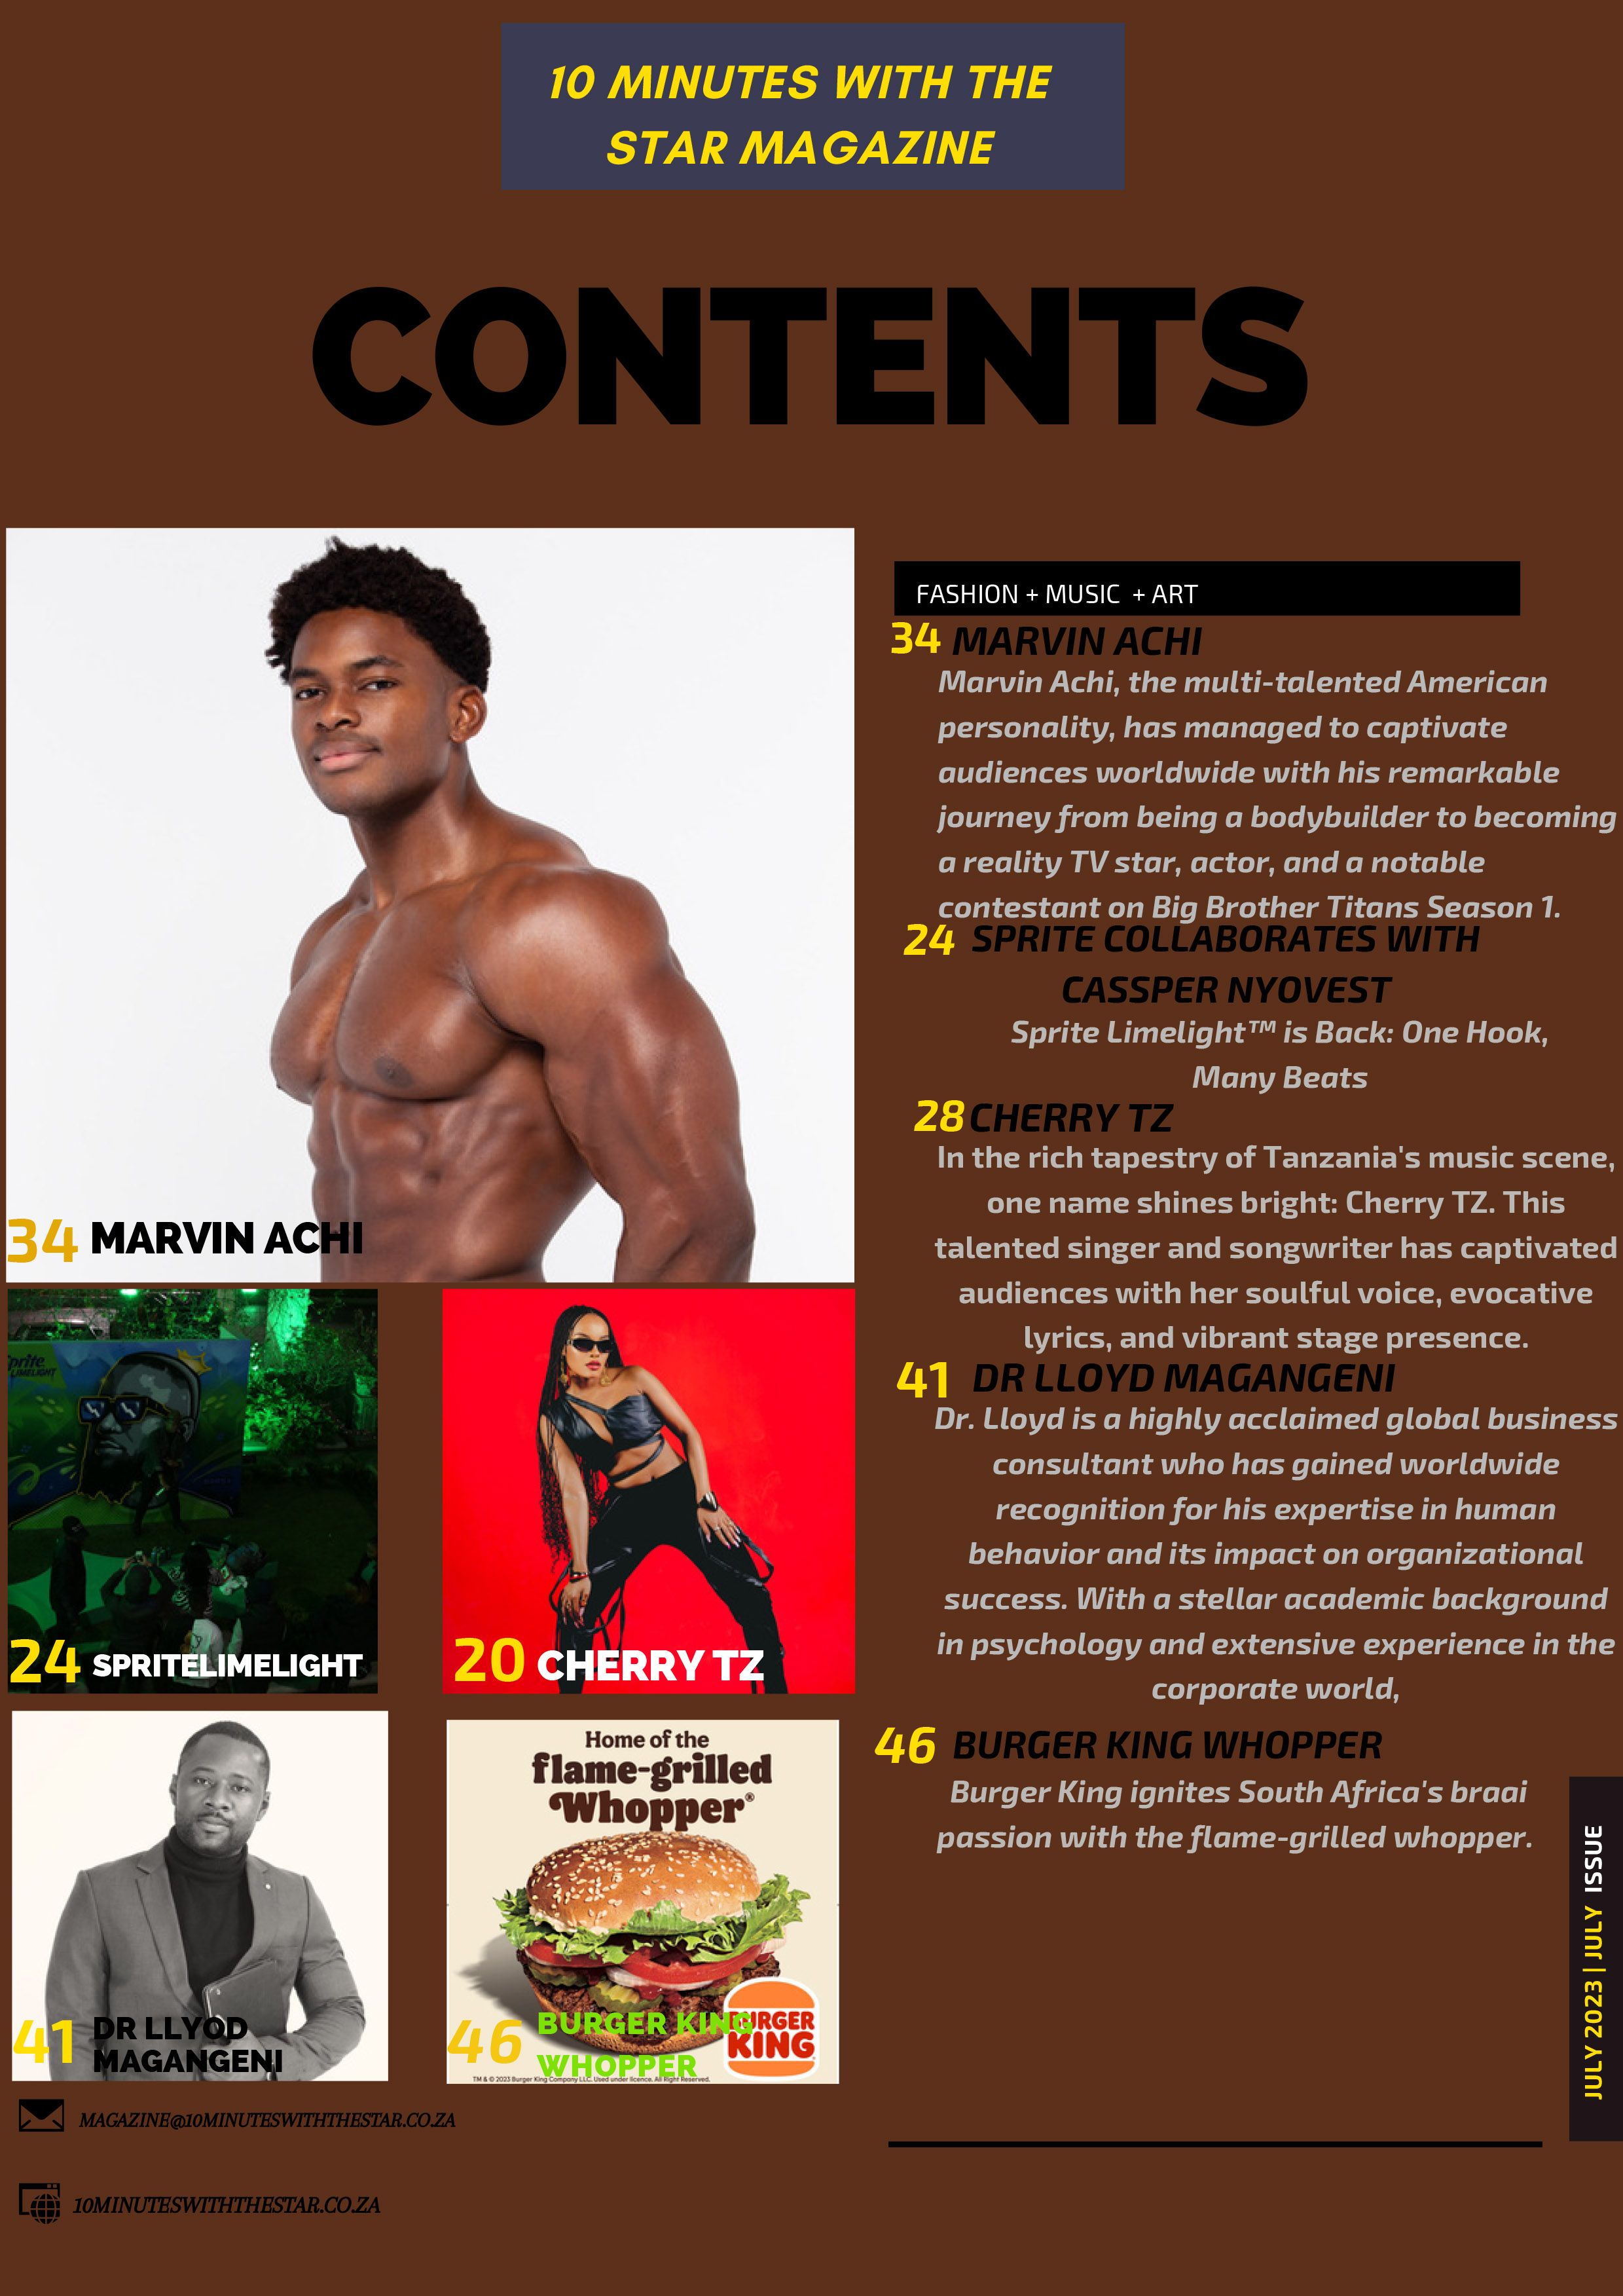 10 MINUTES WITH THE
STAR MAGAZINE
CONTENTS
34 MARVIN ACHI
Sprite
LIMELIGHT
24 SPRITELIMELIGHT
20 CHERRY TZ
41 DR LLYOD
MAGANGENI
Home of the
flame-grilled
Whopper®
BURGER
KING
46 BURGER KING
WHOPPER
TM & © 2023 Burger King Company LLC. Used under licence. All Right Reserved.
MAGAZINE@10MINUTESWITHTHESTAR.CO.ZA
10MINUTESWITHTHESTAR.CO.ZA
FASHION + MUSIC + ART
34 MARVIN ACHI
Marvin Achi, the multi-talented American
personality, has managed to captivate
audiences worldwide with his remarkable
journey from being a bodybuilder to becoming
a reality TV star, actor, and a notable
contestant on Big Brother Titans Season 1.
24 SPRITE COLLABORATES WITH
CASSPER NYOVEST
Sprite Limelight™ is Back: One Hook,
Many Beats
28 CHERRY TZ
In the rich tapestry of Tanzania's music scene,
one name shines bright: Cherry TZ. This
talented singer and songwriter has captivated
audiences with her soulful voice, evocative
lyrics, and vibrant stage presence.
41 DR LLOYD MAGANGENI
Dr. Lloyd is a highly acclaimed global business
consultant who has gained worldwide
recognition for his expertise in human
behavior and its impact on organizational
success. With a stellar academic background
in psychology and extensive experience in the
corporate world,
46 BURGER KING WHOPPER
Burger King ignites South Africa's braai
passion with the flame-grilled whopper.
JULY 2023 | JULY ISSUE